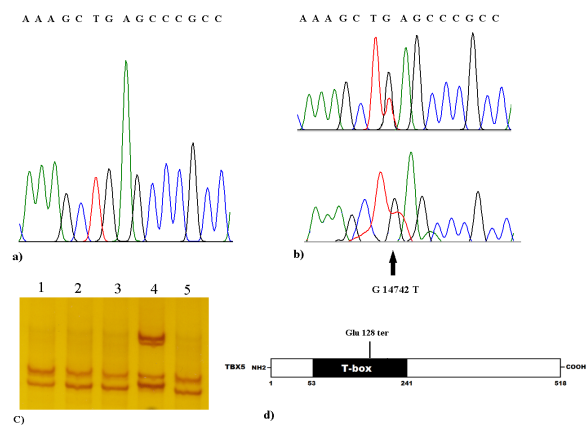 A A A G C T G A G C C C G C C
A A A G C T G A G C C C G C C
a)
b)
G 14742 T
1 2 3 4 5
C)
Glu 128 ter
TBX5 NH2 T-box COOH
1 53 241 518
d)